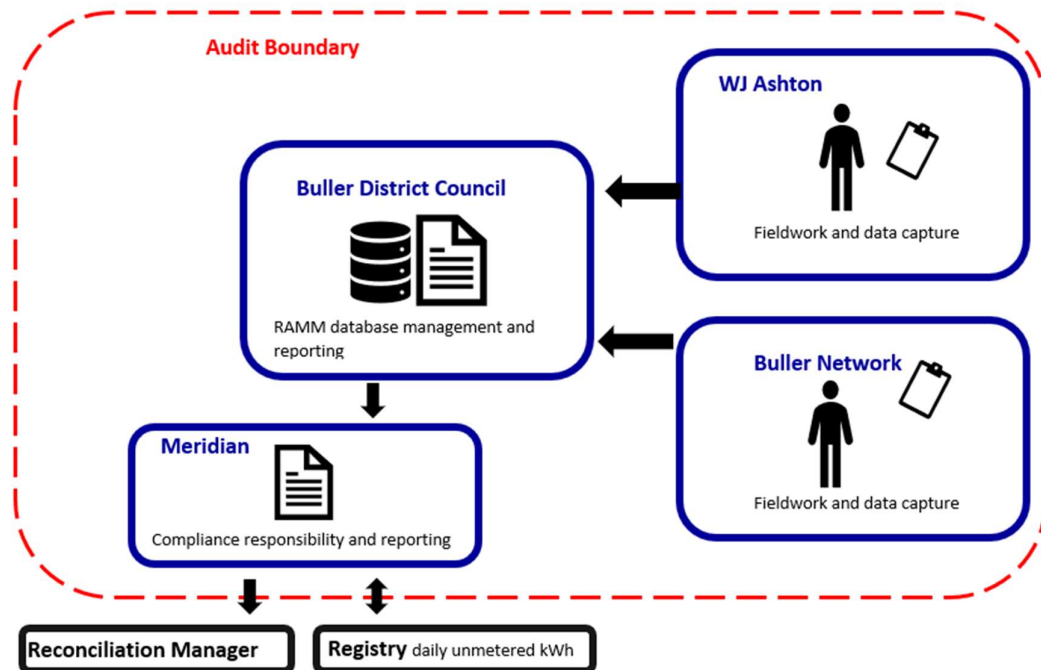 Audit Boundary
WJ Ashton
Fieldwork and data capture
Buller District Council
RAMM database management and
reporting
Buller Network
Fieldwork and data capture
Meridian
Compliance responsibility and reporting
Reconciliation Manager
Registry daily unmetered kWh